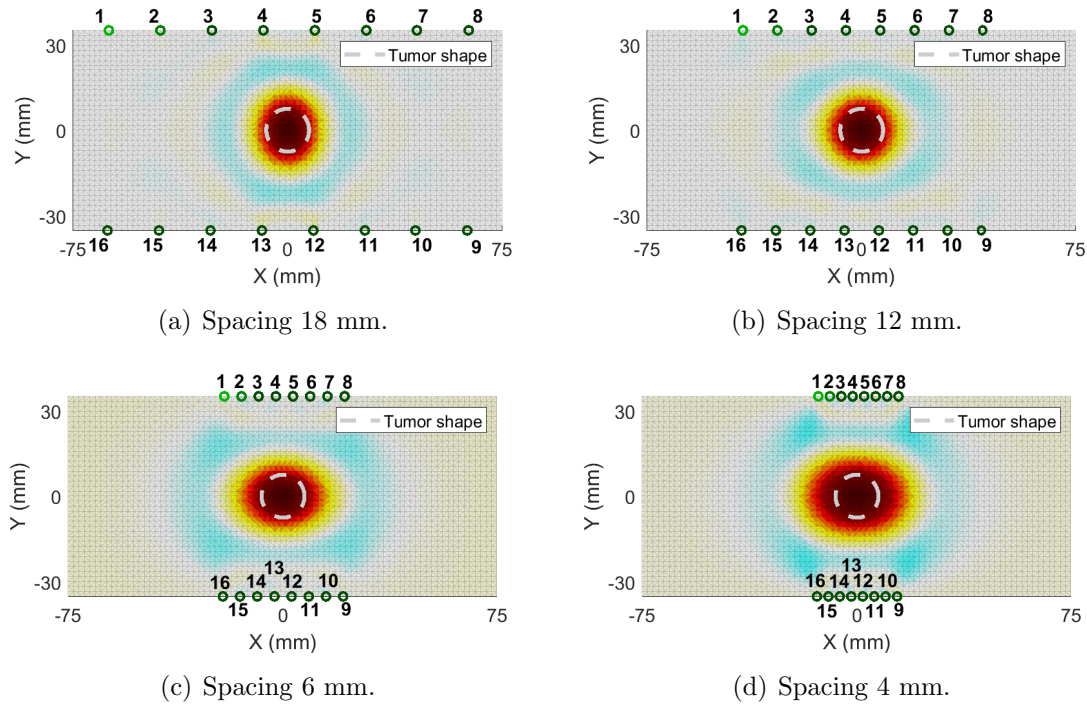 1 2 3 4 5 6 7 8
30
Tumor shape
Y (mm)
0
-30
16 15 14 13 12 11 10 9
-75 0 75
X (mm)
(a) Spacing 18 mm.
1 2 3 4 5 6 7 8
30
Tumor shape
Y (mm)
0
-30
16 15 14 13 12 11 10 9
-75 0 75
X (mm)
(b) Spacing 12 mm.
1 2 3 4 5 6 7 8
30
Tumor shape
Y (mm)
0
13
16 14 12 10
-30
15 11 9
-75 0 75
X (mm)
(c) Spacing 6 mm.
1 2 3 4 5 6 7 8
30
Tumor shape
Y (mm)
0
13
16 14 12 10
-30
15 11 9
-75 0 75
X (mm)
(d) Spacing 4 mm.